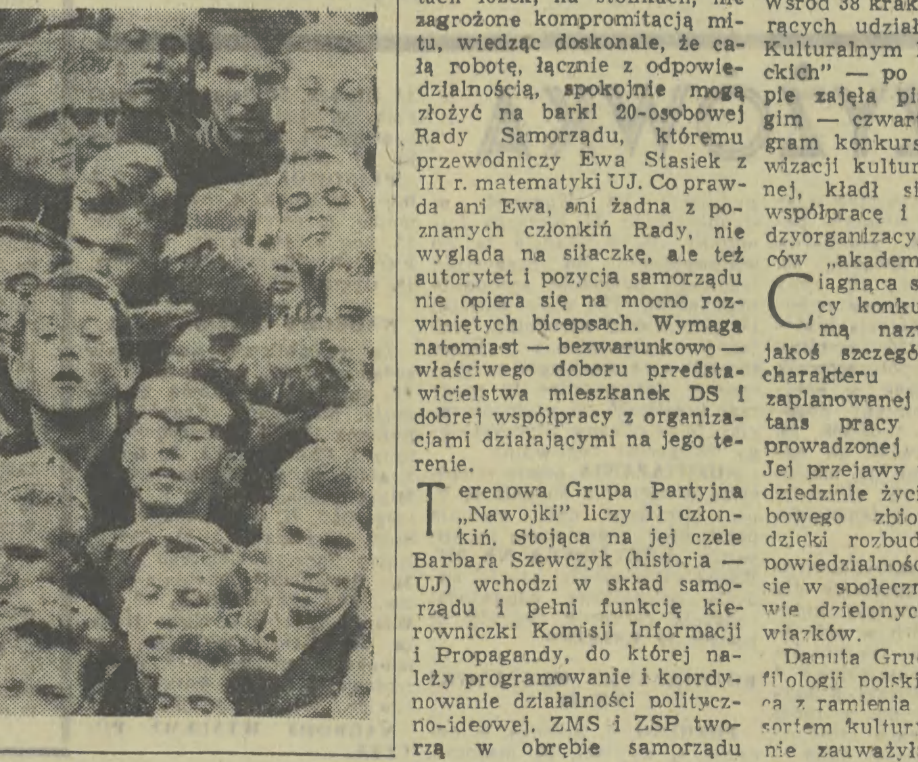 zagrożone kompromitacją mi-
tu, wiedząc doskonale, że ca-
łą robotę, łącznie z odpowie-
dzialnością, spokojnie mogą
złożyć na barki 20-osobowej
Rady Samorządu, któremu
przewodniczy Ewa Stasiek z
III r. matematyki UJ. Co praw-
da ani Ewa, ani żadna z po-
znanych członkiń Rady, nie
wygląda na siłaczkę, ale też
autorytet i pozycja samorządu
nie opiera się na mocno roz-
winiętych bicepsach. Wymaga
natomiast — bezwarunkowo —
właściwego doboru przedsta-
wicielstwa mieszkanek DS i
dobrej współpracy z organiza-
cjami działającymi na jego te-
renie.
Terenowa Grupa Partyjna
„Nawojki” liczy 11 człon-
kiń. Stojąca na jej czele
Barbara Szewczyk (historia —
UJ) wchodzi w skład samo-
rządu i pełni funkcję kie-
rowniczki Komisji Informacji
i Propagandy, do której na-
leży programowanie i koordy-
nowanie działalności politycz-
no-ideowej. ZMS i ZSP two-
rzą w obrębie samorządu
Wśród 38 krak
rących udział
Kulturalnym
ckich” — po
pie zajęła pi
gim — czwar
gram konkurs
wizacji kultur
nej, kładł s
współpracę i
dzyorganizacy
ców „akadem
Ciągnąca s
cy konku
mą naz
jakoś szczegó
charakteru
zaplanowanej
tans pracy
prowadzonej
Jej przejawy
dziedzinie życi
bowego zbio
dzięki rozbud
powiedzialnośc
sie w społeczn
wie dzielonyc
wiązków.
Danuta Gru
filologii polski
ca z ramienia
sortem kultur
nie zauważył